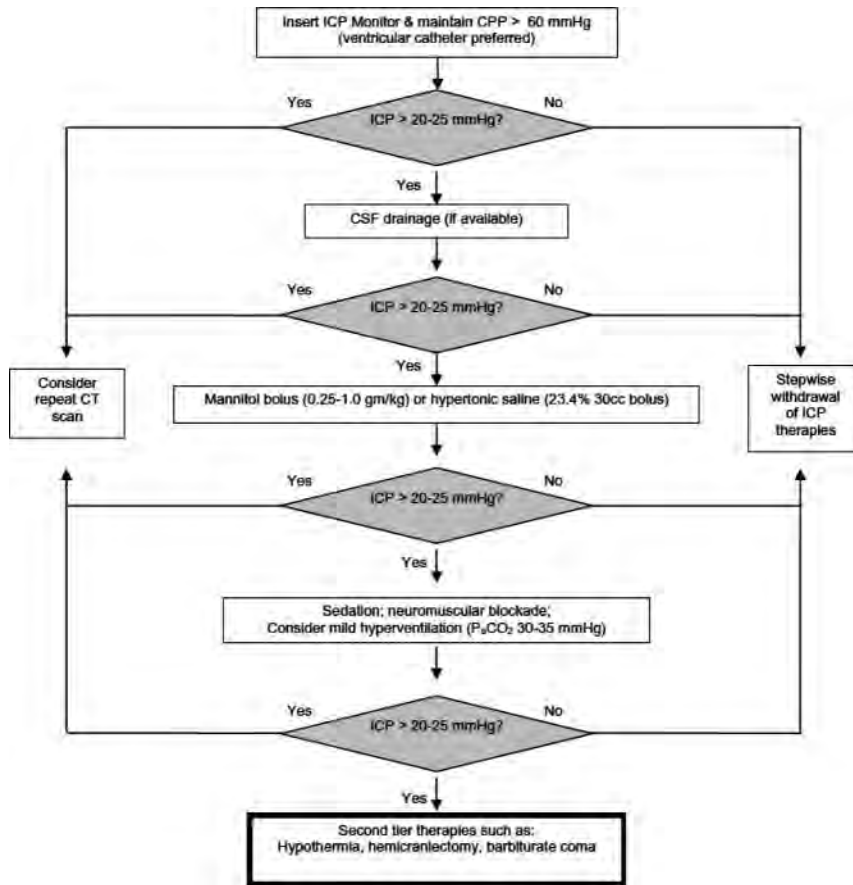 Insert ICP Monitor & maintain CPP > 60 mmHg
(ventricular catheter preferred)
Yes
No
ICP > 20-25 mmHg?
Yes
CSF drainage (if available)
Yes
No
ICP > 20-25 mmHg?
Yes
Consider
repeat CT
scan
Mannitol bolus (0.25-1.0 gm/kg) or hypertonic saline (23.4% 30cc bolus)
Stepwise
withdrawal
of ICP
therapies
Yes
No
ICP > 20-25 mmHg?
Yes
Sedation; neuromuscular blockade;
Consider mild hyperventilation (PaCO2 30-35 mmHg)
Yes
No
ICP > 20-25 mmHg?
Yes
Second tier therapies such as:
Hypothermia, hemicraniectomy, barbiturate coma